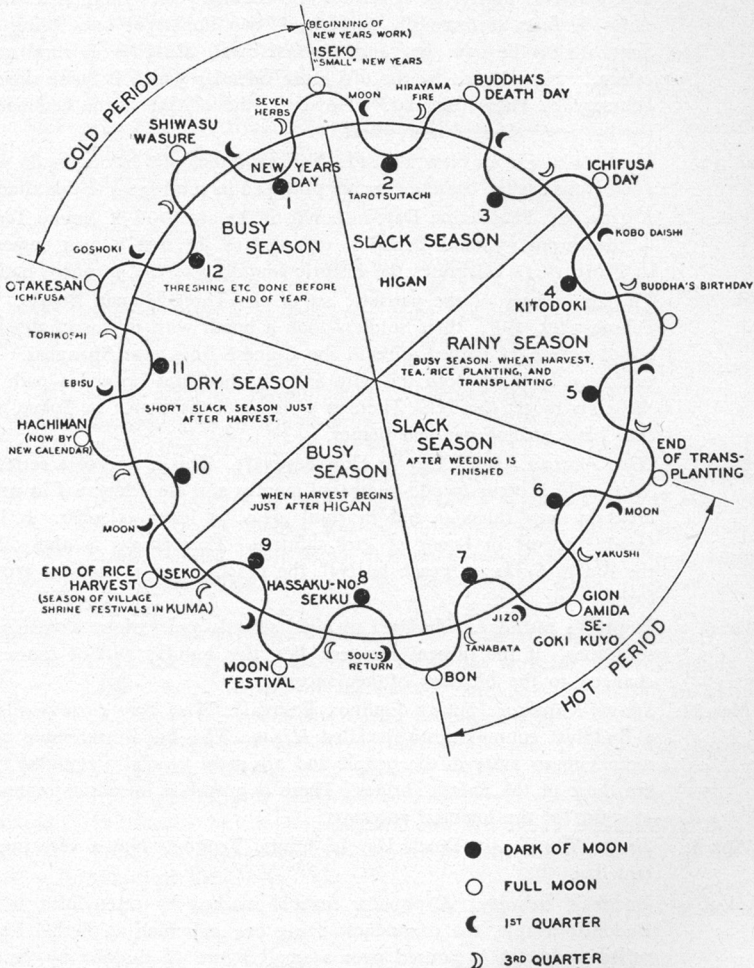 (BEGINNING OF
NEW YEARS WORK)
ISEKO
"SMALL" NEW YEARS
COLD PERIOD
SHIWASU
WASURE
SEVEN
HERBS
MOON
HIRAYAMA
FIRE
BUDDHA'S
DEATH DAY
NEW YEARS
DAY
1
2
TAROTSUITACHI
3
ICHIFUSA
DAY
KOBO DAISHI
GOSHOKI
12
BUSY
SEASON
THRESHING ETC DONE BEFORE
END OF YEAR.
SLACK SEASON
HIGAN
4
KITODOKI
BUDDHA'S BIRTHDAY
OTAKESAN
ICHIFUSA
TORIKOSHI
11
EBISU
DRY SEASON
SHORT SLACK SEASON JUST
AFTER HARVEST.
RAINY SEASON
BUSY SEASON. WHEAT HARVEST,
TEA. RICE PLANTING, AND
TRANSPLANTING
5
HACHIMAN
(NOW BY
NEW CALENDAR)
10
MOON
BUSY
SEASON
WHEN HARVEST BEGINS
JUST AFTER HIGAN
SLACK
SEASON
AFTER WEEDING IS
FINISHED
6
END OF TRANS-
PLANTING
MOON
YAKUSHI
END OF RICE
HARVEST
(SEASON OF VILLAGE
SHRINE FESTIVALS IN KUMA)
ISEKO
9
HASSAKU-NO-
SEKKU
8
7
JIZO
GION
AMIDA
SE-
GOKI KUYO
TANABATA
SOUL'S
RETURN
MOON
FESTIVAL
BON
HOT PERIOD
DARK OF MOON
FULL MOON
1ST QUARTER
3RD QUARTER